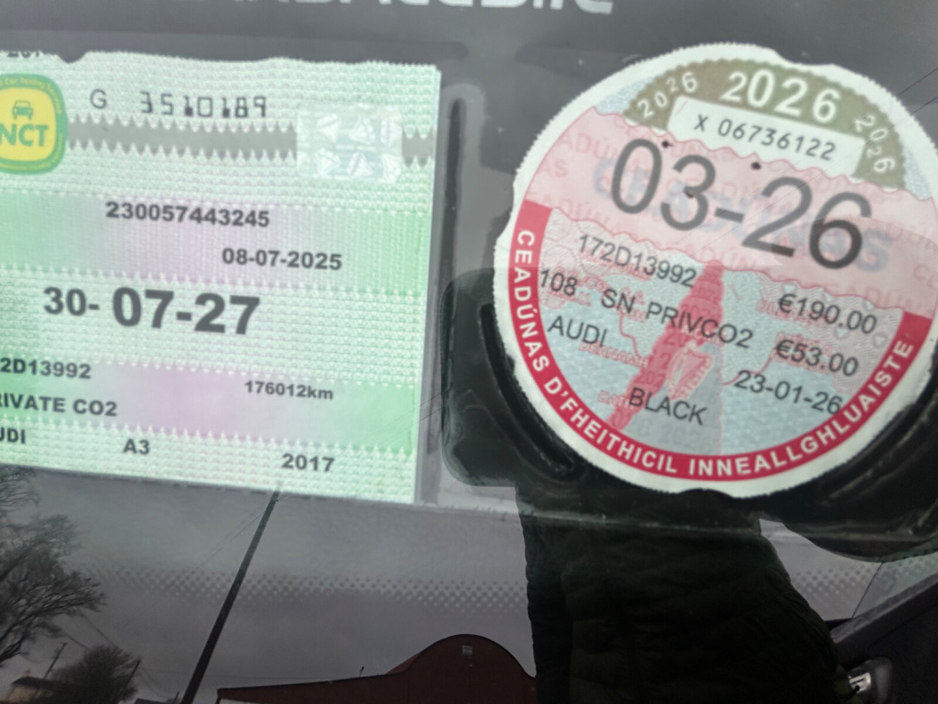 NCT
G 3510189
230057443245
08-07-2025
30-07-27
2D13992
176012km
RIVATE CO2
UDI A3 2017
2026 2026 2026
X 06736122
03-26
172D13992
108 SN PRIVCO2 €190.00
AUDI €53.00
23-01-26
BLACK
CEADÚNAS D'FHEITHICIL INNEALLGHLUAISTE